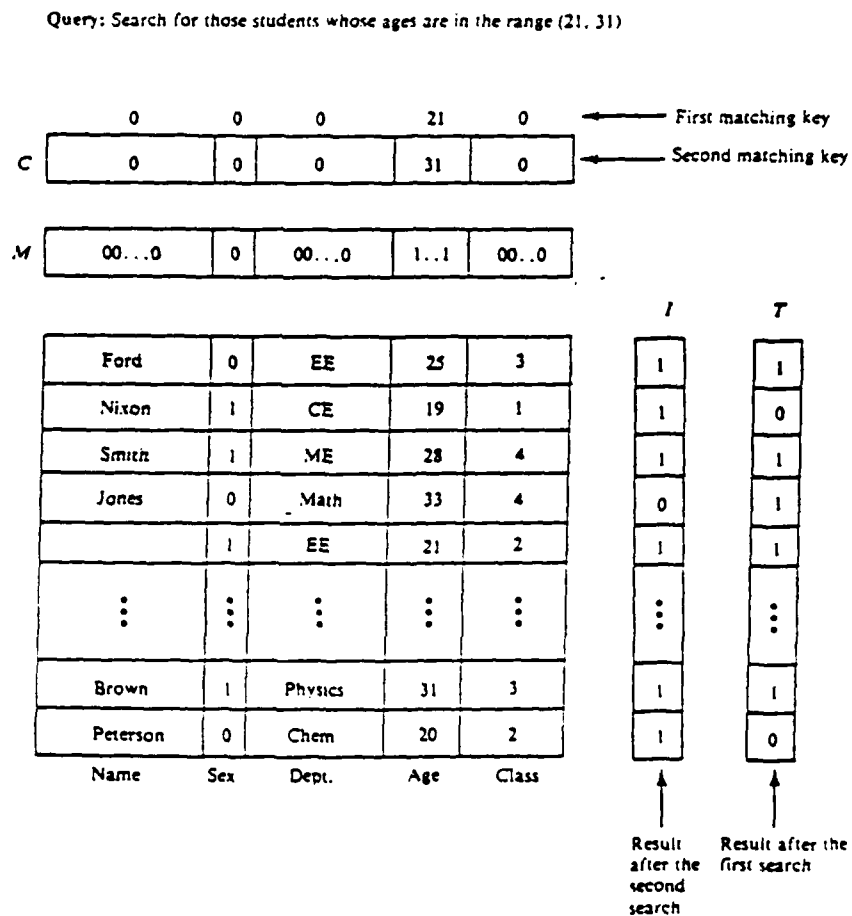 Query: Search for those students whose ages are in the range (21, 31)
0 0 0 21 0 First matching key
C 0 0 0 31 0 Second matching key
M 00...0 0 00...0 1..1 00..0
I T
Ford 0 EE 25 3 1 1
Nixon 1 CE 19 1 1 0
Smith 1 ME 28 4 1 1
Jones 0 Math 33 4 0 1
1 EE 21 2 1 1
Brown 1 Physics 31 3 1 1
Peterson 0 Chem 20 2 1 0
Name Sex Dept. Age Class
Result after the second search
Result after the first search